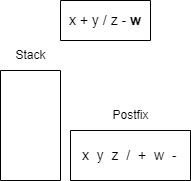 x + y / z - w
Stack
Postfix
x y z / + w -